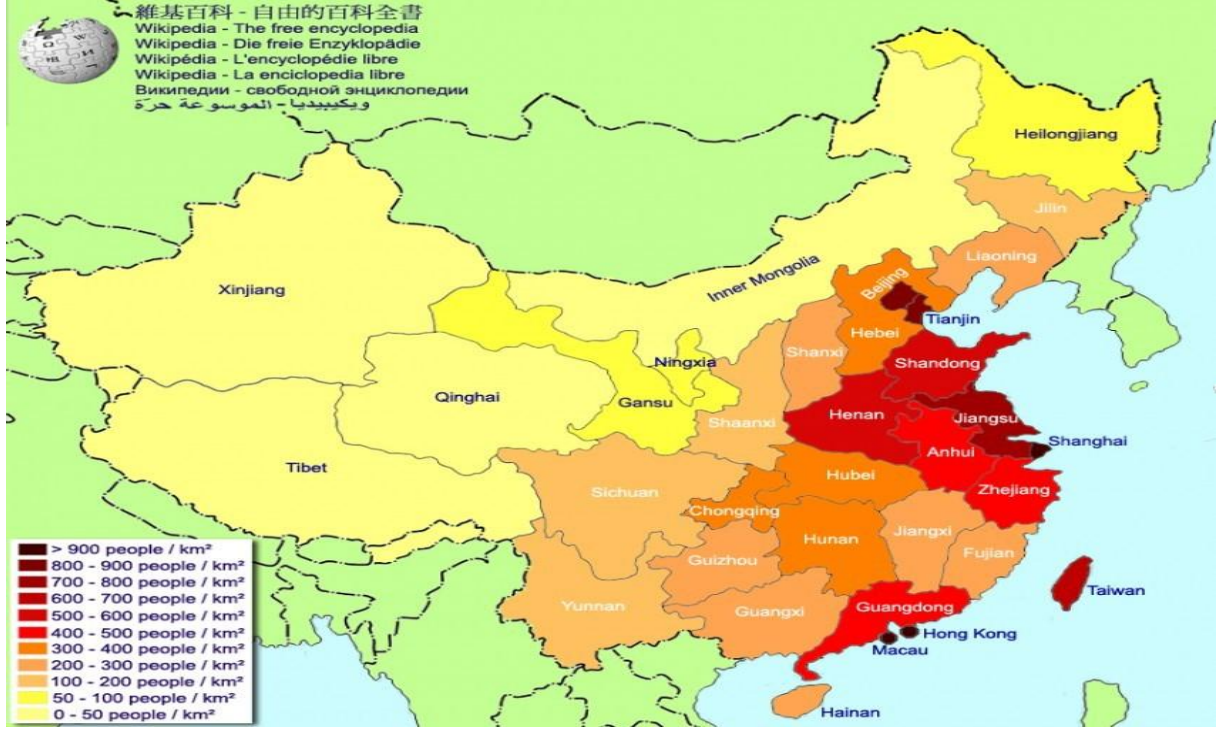 維基百科 - 自由的百科全書
Wikipedia - The free encyclopedia
Wikipedia - Die freie Enzyklopädie
Wikipédia - L'encyclopédie libre
Wikipedia - La enciclopedia libre
Википедии - свободной энциклопедии
ويكيبيديا - الموسوعة حرّة
Heilongjiang
Jilin
Liaoning
Inner Mongolia
Xinjiang
Beijing
Tianjin
Hebei
Shanxi
Ningxia
Shandong
Qinghai
Gansu
Shaanxi
Henan
Jiangsu
Shanghai
Anhui
Tibet
Sichuan
Hubei
Zhejiang
Chongqing
Hunan
Jiangxi
Fujian
Guizhou
Yunnan
Guangxi
Guangdong
Taiwan
Hong Kong
Macau
Hainan
> 900 people / km²
800 - 900 people / km²
700 - 800 people / km²
600 - 700 people / km²
500 - 600 people / km²
400 - 500 people / km²
300 - 400 people / km²
200 - 300 people / km²
100 - 200 people / km²
50 - 100 people / km²
0 - 50 people / km²